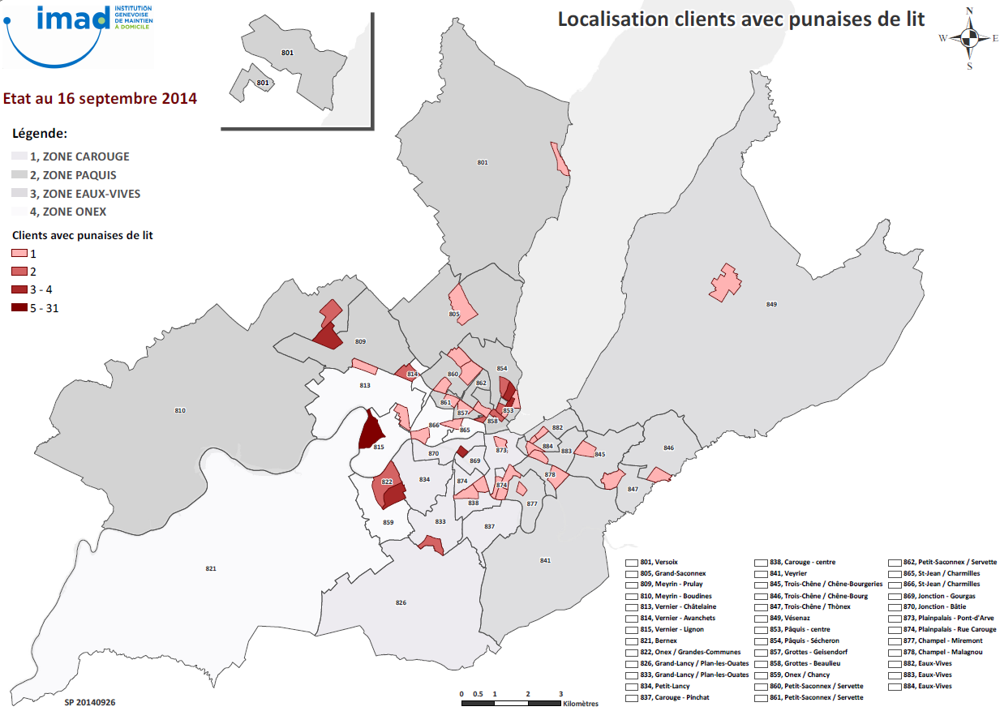 imad
INSTITUTION
GENEVOISE
DE MAINTIEN
À DOMICILE
Localisation clients avec punaises de lit
N
W E
S
Etat au 16 septembre 2014
801
801
Légende:
1, ZONE CAROUGE
2, ZONE PAQUIS
3, ZONE EAUX-VIVES
4, ZONE ONEX
Clients avec punaises de lit
1
2
3 - 4
5 - 31
801
849
805
809
814
860
854
813
862
861
810
857
853
858
866
865
882
815
873
884
883
845
846
870
869
878
822
834
874
874
847
838
877
859
833
837
841
821
826
801, Versoix
805, Grand-Saconnex
809, Meyrin - Prulay
810, Meyrin - Boudines
813, Vernier - Châtelaine
814, Vernier - Avanchets
815, Vernier - Lignon
821, Bernex
822, Onex / Grandes-Communes
826, Grand-Lancy / Plan-les-Ouates
833, Grand-Lancy / Plan-les-Ouates
834, Petit-Lancy
837, Carouge - Pinchat
838, Carouge - centre
841, Veyrier
845, Trois-Chêne / Chêne-Bourgeries
846, Trois-Chêne / Chêne-Bourg
847, Trois-Chêne / Thônex
849, Vésenaz
853, Pâquis - centre
854, Pâquis - Sécheron
857, Grottes - Geisendorf
858, Grottes - Beaulieu
859, Onex / Chancy
860, Petit-Saconnex / Servette
861, Petit-Saconnex / Servette
862, Petit-Saconnex / Servette
865, St-Jean / Charmilles
866, St-Jean / Charmilles
869, Jonction - Gourgas
870, Jonction - Bâtie
873, Plainpalais - Pont-d'Arve
874, Plainpalais - Rue Carouge
877, Champel - Miremont
878, Champel - Malagnou
882, Eaux-Vives
883, Eaux-Vives
884, Eaux-Vives
SP 20140926
0 0.5 1 2 3
Kilomètres